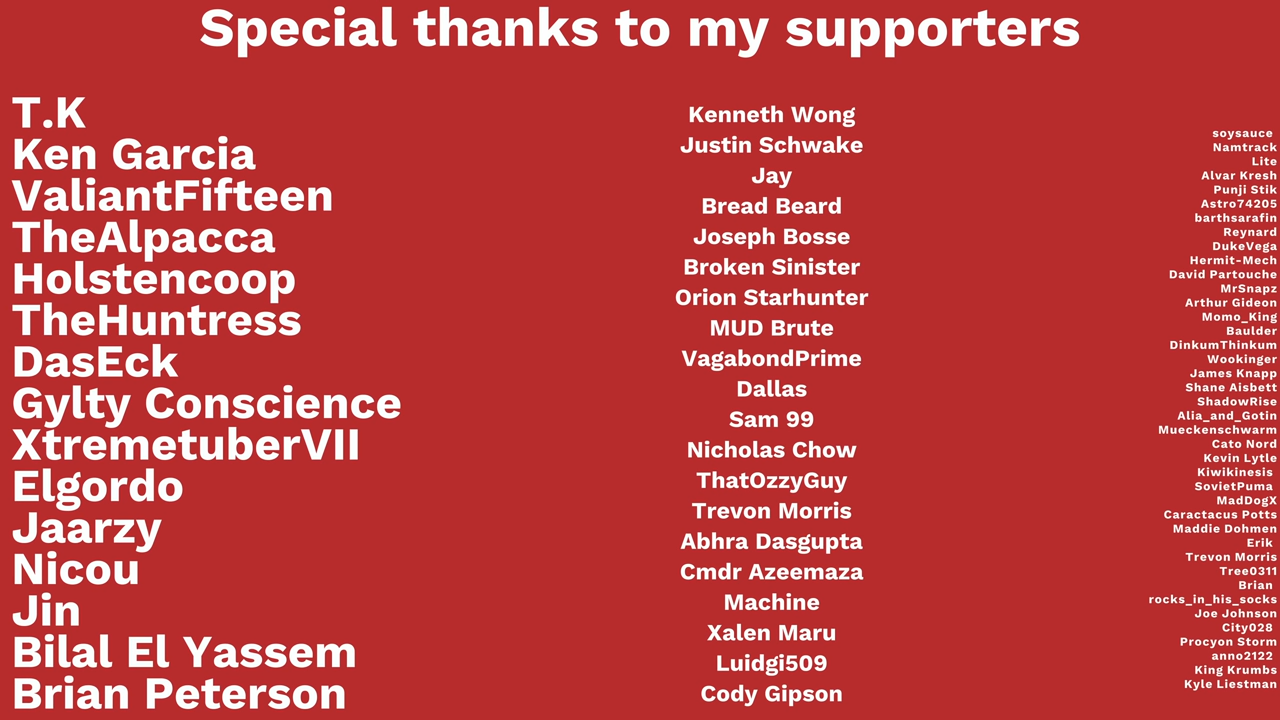 Special thanks to my supporters
T.K
Ken Garcia
ValiantFifteen
TheAlpacca
Holstencoop
TheHuntress
DasEck
Gylty Conscience
XtremetuberVII
Elgordo
Jaarzy
Nicou
Jin
Bilal El Yassem
Brian Peterson
Kenneth Wong
Justin Schwake
Jay
Bread Beard
Joseph Bosse
Broken Sinister
Orion Starhunter
MUD Brute
VagabondPrime
Dallas
Sam 99
Nicholas Chow
ThatOzzyGuy
Trevon Morris
Abhra Dasgupta
Cmdr Azeemaza
Machine
Xalen Maru
Luidgi509
Cody Gipson
soysauce
Namtrack
Lite
Alvar Kresh
Punji Stik
Astro74205
barthsarafin
Reynard
DukeVega
Hermit-Mech
David Partouche
MrSnapz
Arthur Gideon
Momo_King
Baulder
DinkumThinkum
Wookinger
James Knapp
Shane Aisbett
ShadowRise
Alia_and_Gotin
Mueckenschwarm
Cato Nord
Kevin Lytle
Kiwikinesis
SovietPuma
MadDogX
Caractacus Potts
Maddie Dohmen
Erik
Trevon Morris
Tree0311
Brian
rocks_in_his_socks
Joe Johnson
City028
Procyon Storm
anno2122
King Krumbs
Kyle Liestman